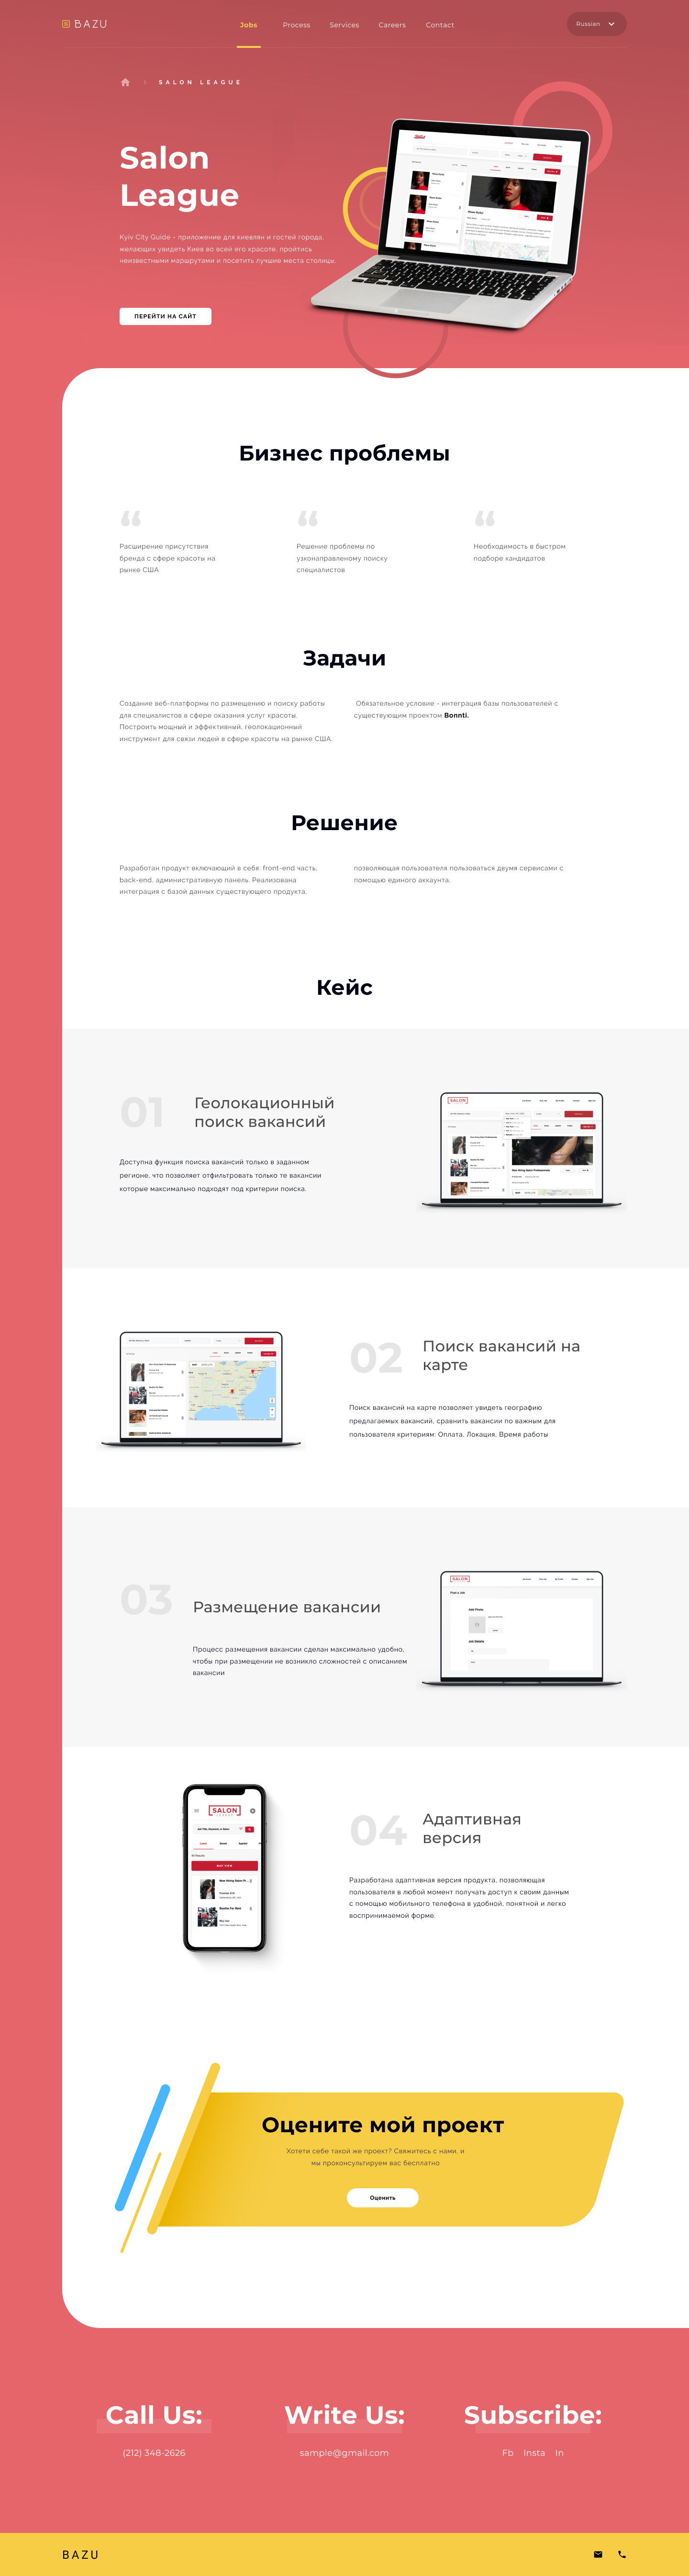 BAZU
Jobs
Process
Services
Careers
Contact
Russian
SALON LEAGUE
Salon
League
Kyiv City Guide - приложение для киевлян и гостей города,
желающих увидеть Киев во всей его красоте, пройтись
неизвестными маршрутами и посетить лучшие места столицы.
ПЕРЕЙТИ НА САЙТ
Бизнес проблемы
Расширение присутствия
бренда с сфере красоты на
рынке США
Решение проблемы по
узконаправленому поиску
специалистов
Необходимость в быстром
подборе кандидатов
Задачи
Создание веб-платформы по размещению и поиску работы
для специалистов в сфере оказания услуг красоты.
Построить мощный и эффективный, геолокационный
инструмент для связи людей в сфере красоты на рынке США.
Обязательное условие - интеграция базы пользователей с
существующим проектом Bonnti.
Решение
Разработан продукт включающий в себя: front-end часть,
back-end, административную панель. Реализована
интеграция с базой данных существующего продукта,
позволяющая пользователя пользоваться двумя сервисами с
помощью единого аккаунта.
Кейс
01
Геолокационный
поиск вакансий
Доступна функция поиска вакансий только в заданном
регионе, что позволяет отфильтровать только те вакансии
которые максимально подходят под критерии поиска.
SALON
02
Поиск вакансий на
карте
Поиск вакансий на карте позволяет увидеть географию
предлагаемых вакансий, сравнить вакансии по важным для
пользователя критериям: Оплата, Локация, Время работы
03
Размещение вакансии
Процесс размещения вакансии сделан максимально удобно,
чтобы при размещении не возникло сложностей с описанием
вакансии
SALON
Post a job
Add Photo
Job Details
SALON
04
Адаптивная
версия
Разработана адаптивная версия продукта, позволяющая
пользователя в любой момент получать доступ к своим данным
с помощью мобильного телефона в удобной, понятной и легко
воспринимаемой форме.
Оцените мой проект
Хотети себе такой же проект? Свяжитесь с нами, и
мы проконсультируем вас бесплатно
Оценить
Call Us:
(212) 348-2626
Write Us:
sample@gmail.com
Subscribe:
Fb Insta In
BAZU